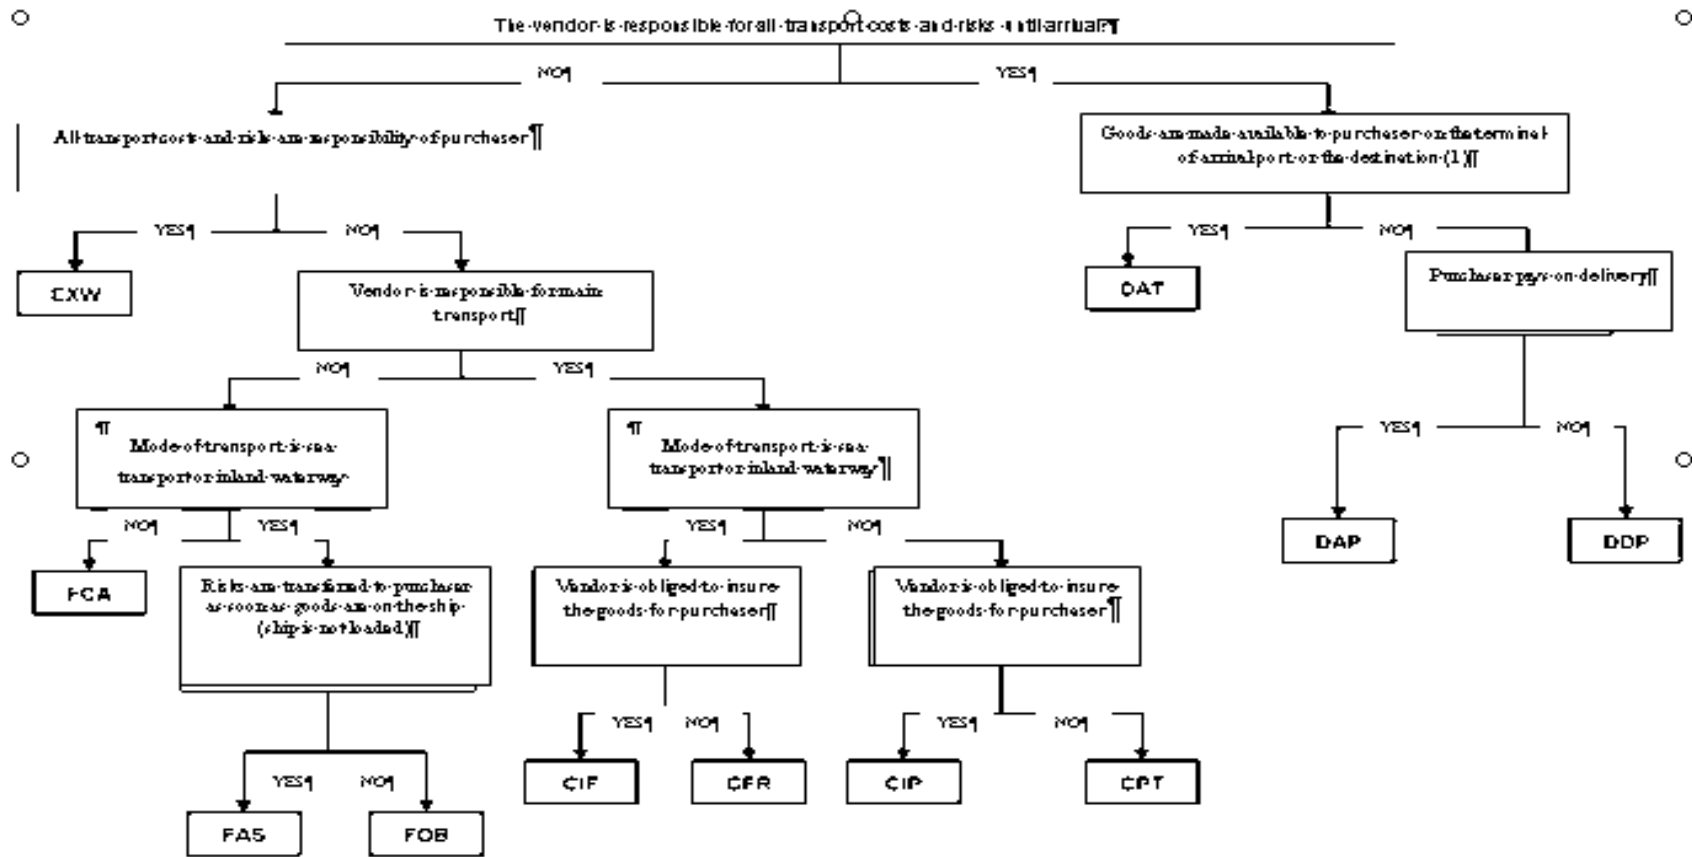 The vendor is responsible for all transport costs and risks until arrival?¶
NO¶
YES¶
All transport costs and risks are responsibility of purchaser¶
Goods are made available to purchaser on the terminal
of arrival port or the destination (1)¶
YES¶
NO¶
YES¶
NO¶
EXW
Vendor is responsible for main
transport¶
DAT
Purchaser pays on delivery¶
NO¶
YES¶
¶
Mode of transport is sea
transport or inland waterway
¶
Mode of transport is sea
transport or inland waterway¶
YES¶
NO¶
NO¶
YES¶
YES¶
NO¶
DAP
DDP
FCA
Risks are transferred to purchaser
as soon as goods are on the ship
(ship is not loaded)¶
Vendor is obliged to insure
the goods for purchaser¶
Vendor is obliged to insure
the goods for purchaser¶
YES¶
NO¶
YES¶
NO¶
YES¶
NO¶
CIF
CFR
CIP
CPT
FAS
FOB